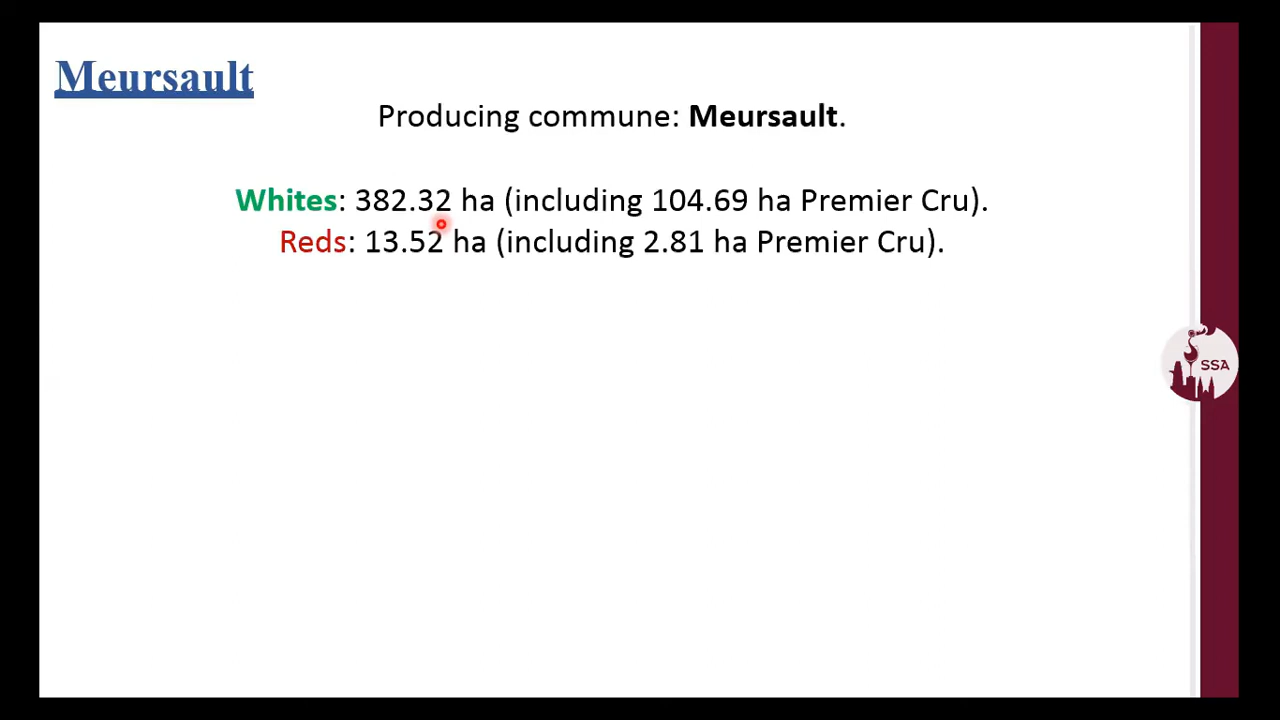 Meursault
Producing commune: Meursault.
Whites: 382.32 ha (including 104.69 ha Premier Cru).
Reds: 13.52 ha (including 2.81 ha Premier Cru).
SSA